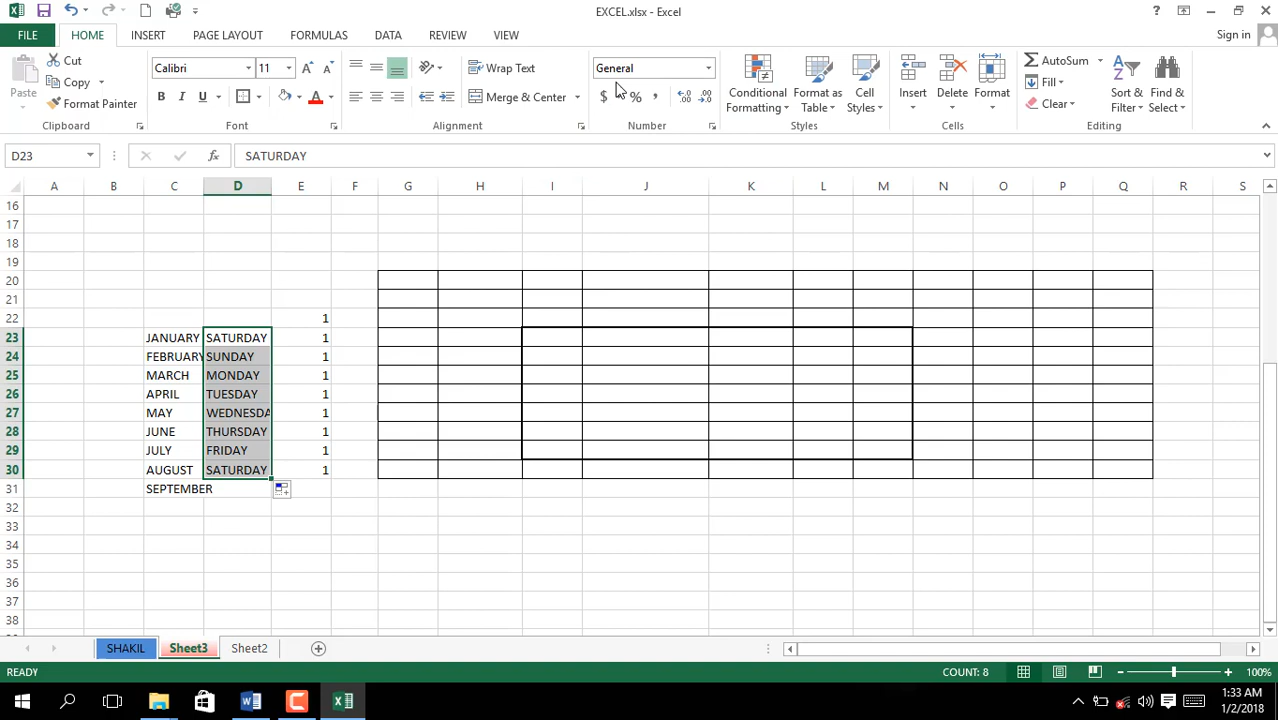 EXCEL.xlsx - Excel
FILE HOME INSERT PAGE LAYOUT FORMULAS DATA REVIEW VIEW Sign in
Cut
Copy
Format Painter
Paste
Clipboard
Calibri 11
B I U A
Font
Wrap Text
Merge & Center
Alignment
General
$ % ,
Number
Conditional Formatting
Format as Table
Cell Styles
Styles
Insert Delete Format
Cells
AutoSum
Fill
Clear
Sort & Filter
Find & Select
Editing
D23 fx SATURDAY
A B C D E F G H I J K L M N O P Q R S
16
17
18
19
20
21
22 1
23 JANUARY SATURDAY 1
24 FEBRUARY SUNDAY 1
25 MARCH MONDAY 1
26 APRIL TUESDAY 1
27 MAY WEDNESDA 1
28 JUNE THURSDAY 1
29 JULY FRIDAY 1
30 AUGUST SATURDAY 1
31 SEPTEMBER
32
33
34
35
36
37
38
SHAKIL Sheet3 Sheet2
READY COUNT: 8 100%
1:33 AM
1/2/2018